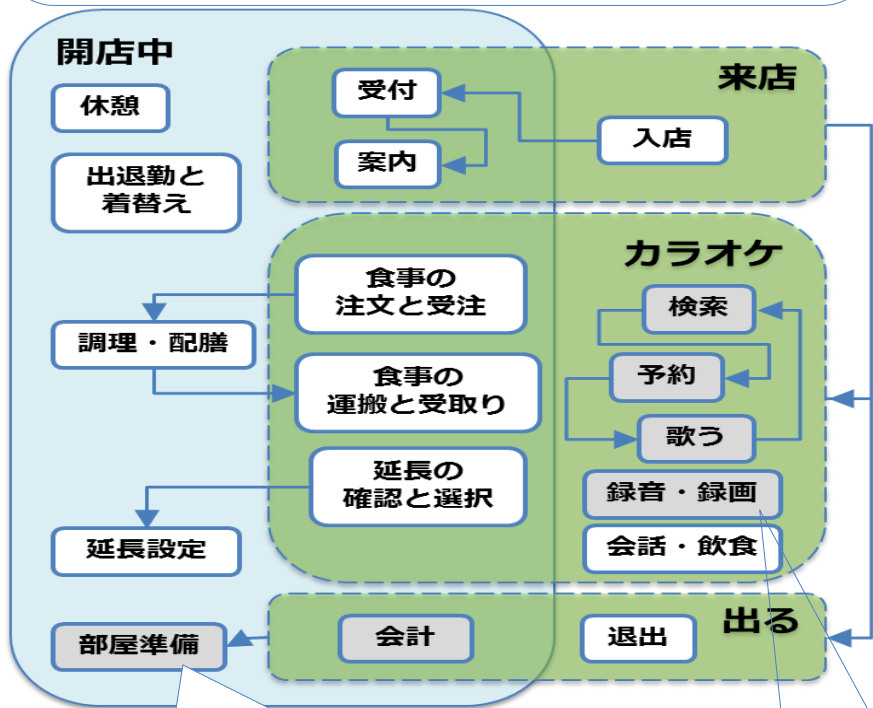 開店中
休憩
出退勤と
着替え
調理・配膳
延長設定
部屋準備
来店
受付
案内
入店
カラオケ
食事の
注文と受注
食事の
運搬と受取り
延長の
確認と選択
検索
予約
歌う
録音・録画
会話・飲食
出る
会計
退出